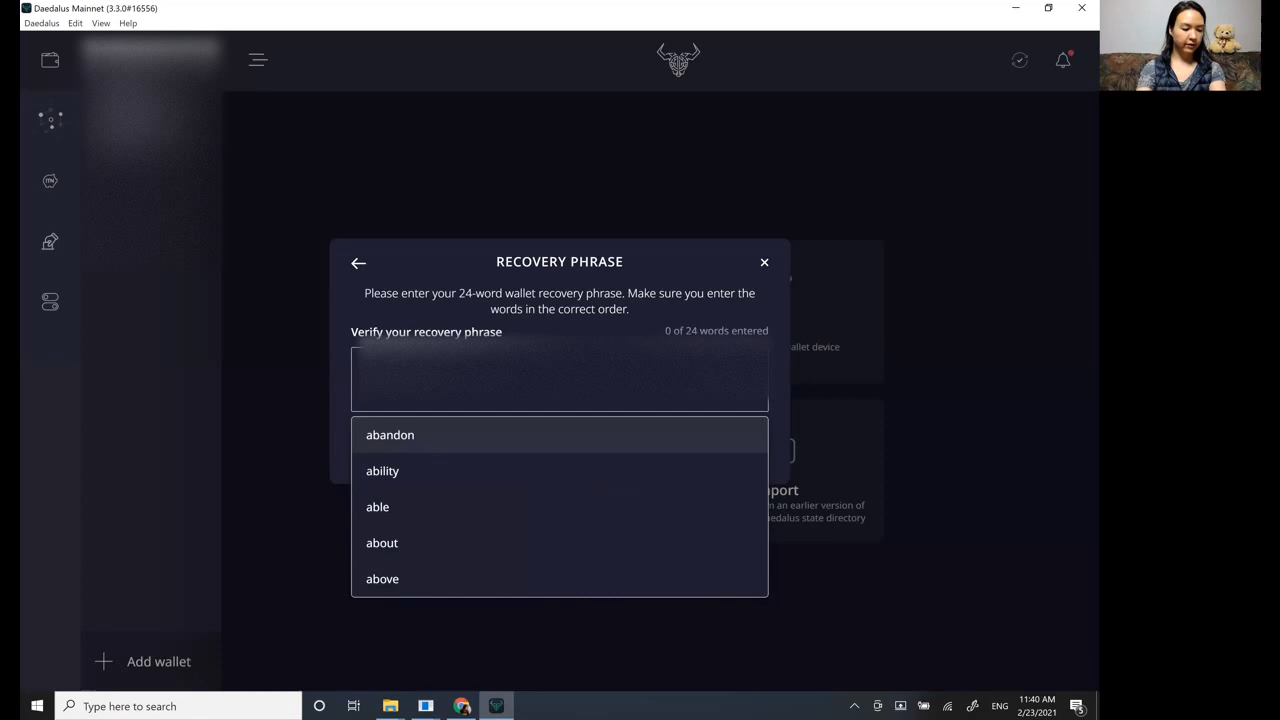 Daedalus Mainnet (3.3.0#16556)
Daedalus Edit View Help
RECOVERY PHRASE
Please enter your 24-word wallet recovery phrase. Make sure you enter the
words in the correct order.
Verify your recovery phrase 0 of 24 words entered
allet device
abandon
ability
able
about
above
port
n an earlier version of
aedalus state directory
Add wallet
Type here to search
ENG
11:40 AM
2/23/2021
5